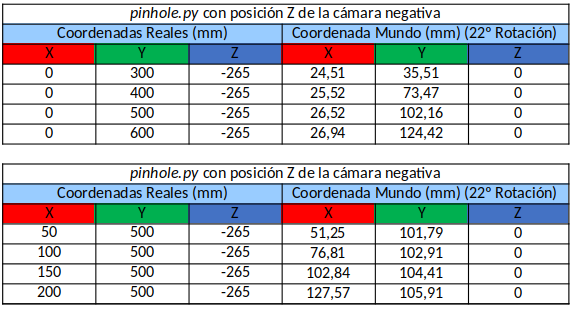 pinhole.py con posición Z de la cámara negativa
Coordenadas Reales (mm) Coordenada Mundo (mm) (22º Rotación)
X Y Z X Y Z
0 300 -265 24,51 35,51 0
0 400 -265 25,52 73,47 0
0 500 -265 26,52 102,16 0
0 600 -265 26,94 124,42 0
pinhole.py con posición Z de la cámara negativa
Coordenadas Reales (mm) Coordenada Mundo (mm) (22º Rotación)
X Y Z X Y Z
50 500 -265 51,25 101,79 0
100 500 -265 76,81 102,91 0
150 500 -265 102,84 104,41 0
200 500 -265 127,57 105,91 0